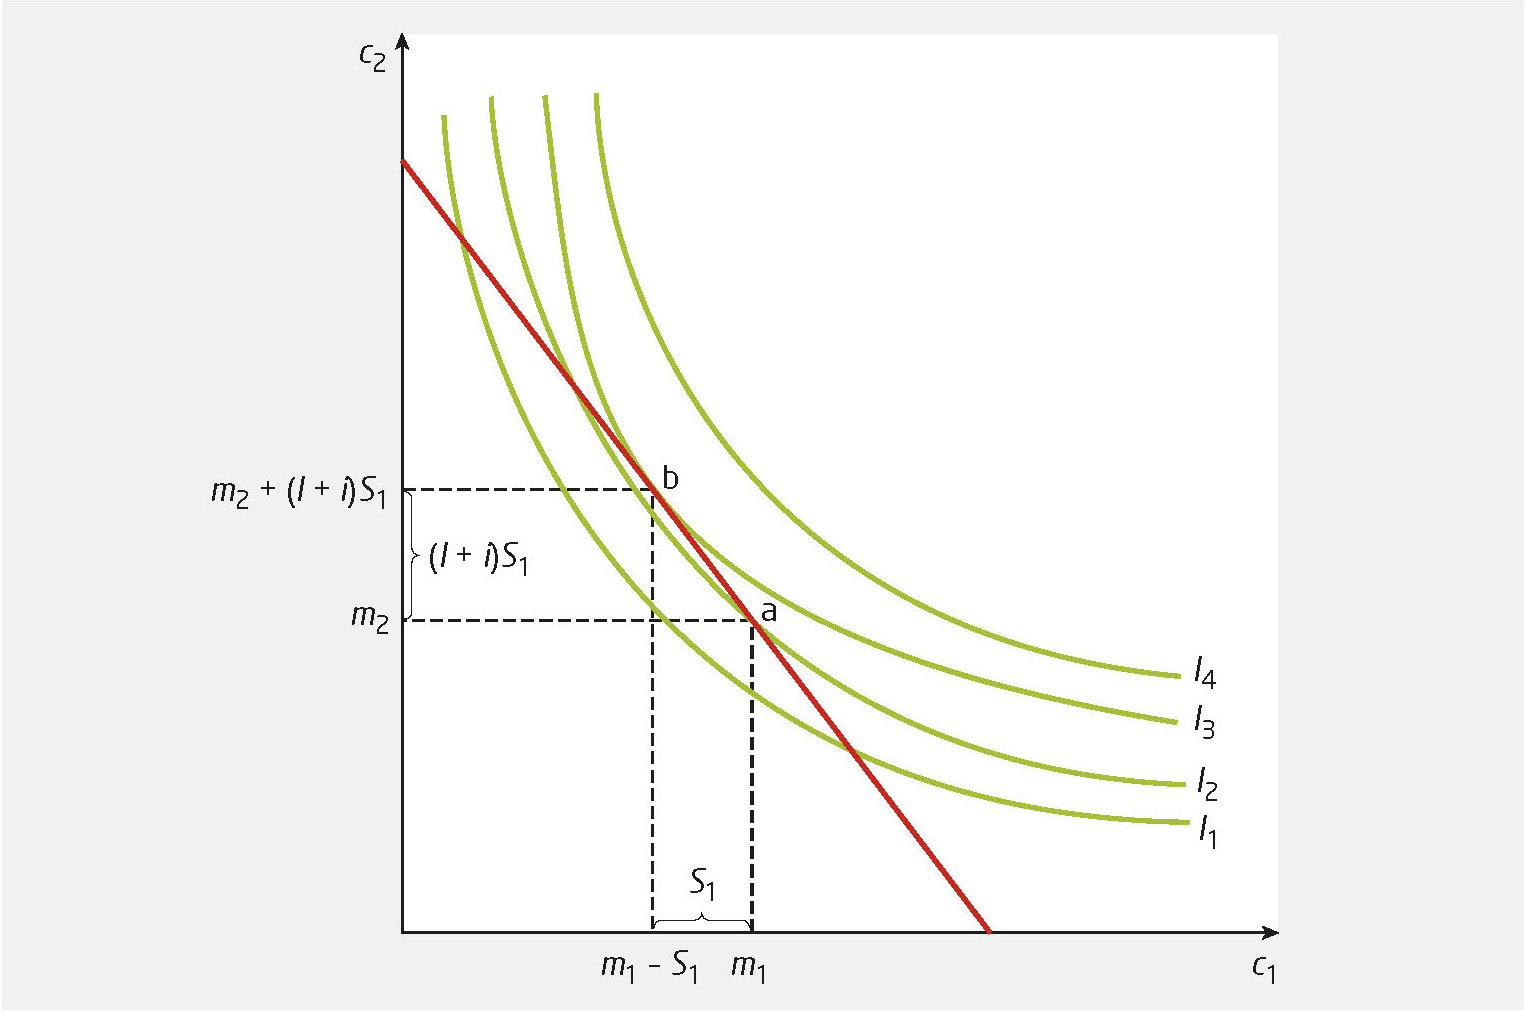 c₂
b
m₂ + (I + i)S₁
(I + i)S₁
m₂
a
I₄
I₃
I₂
I₁
S₁
m₁ – S₁
m₁
c₁